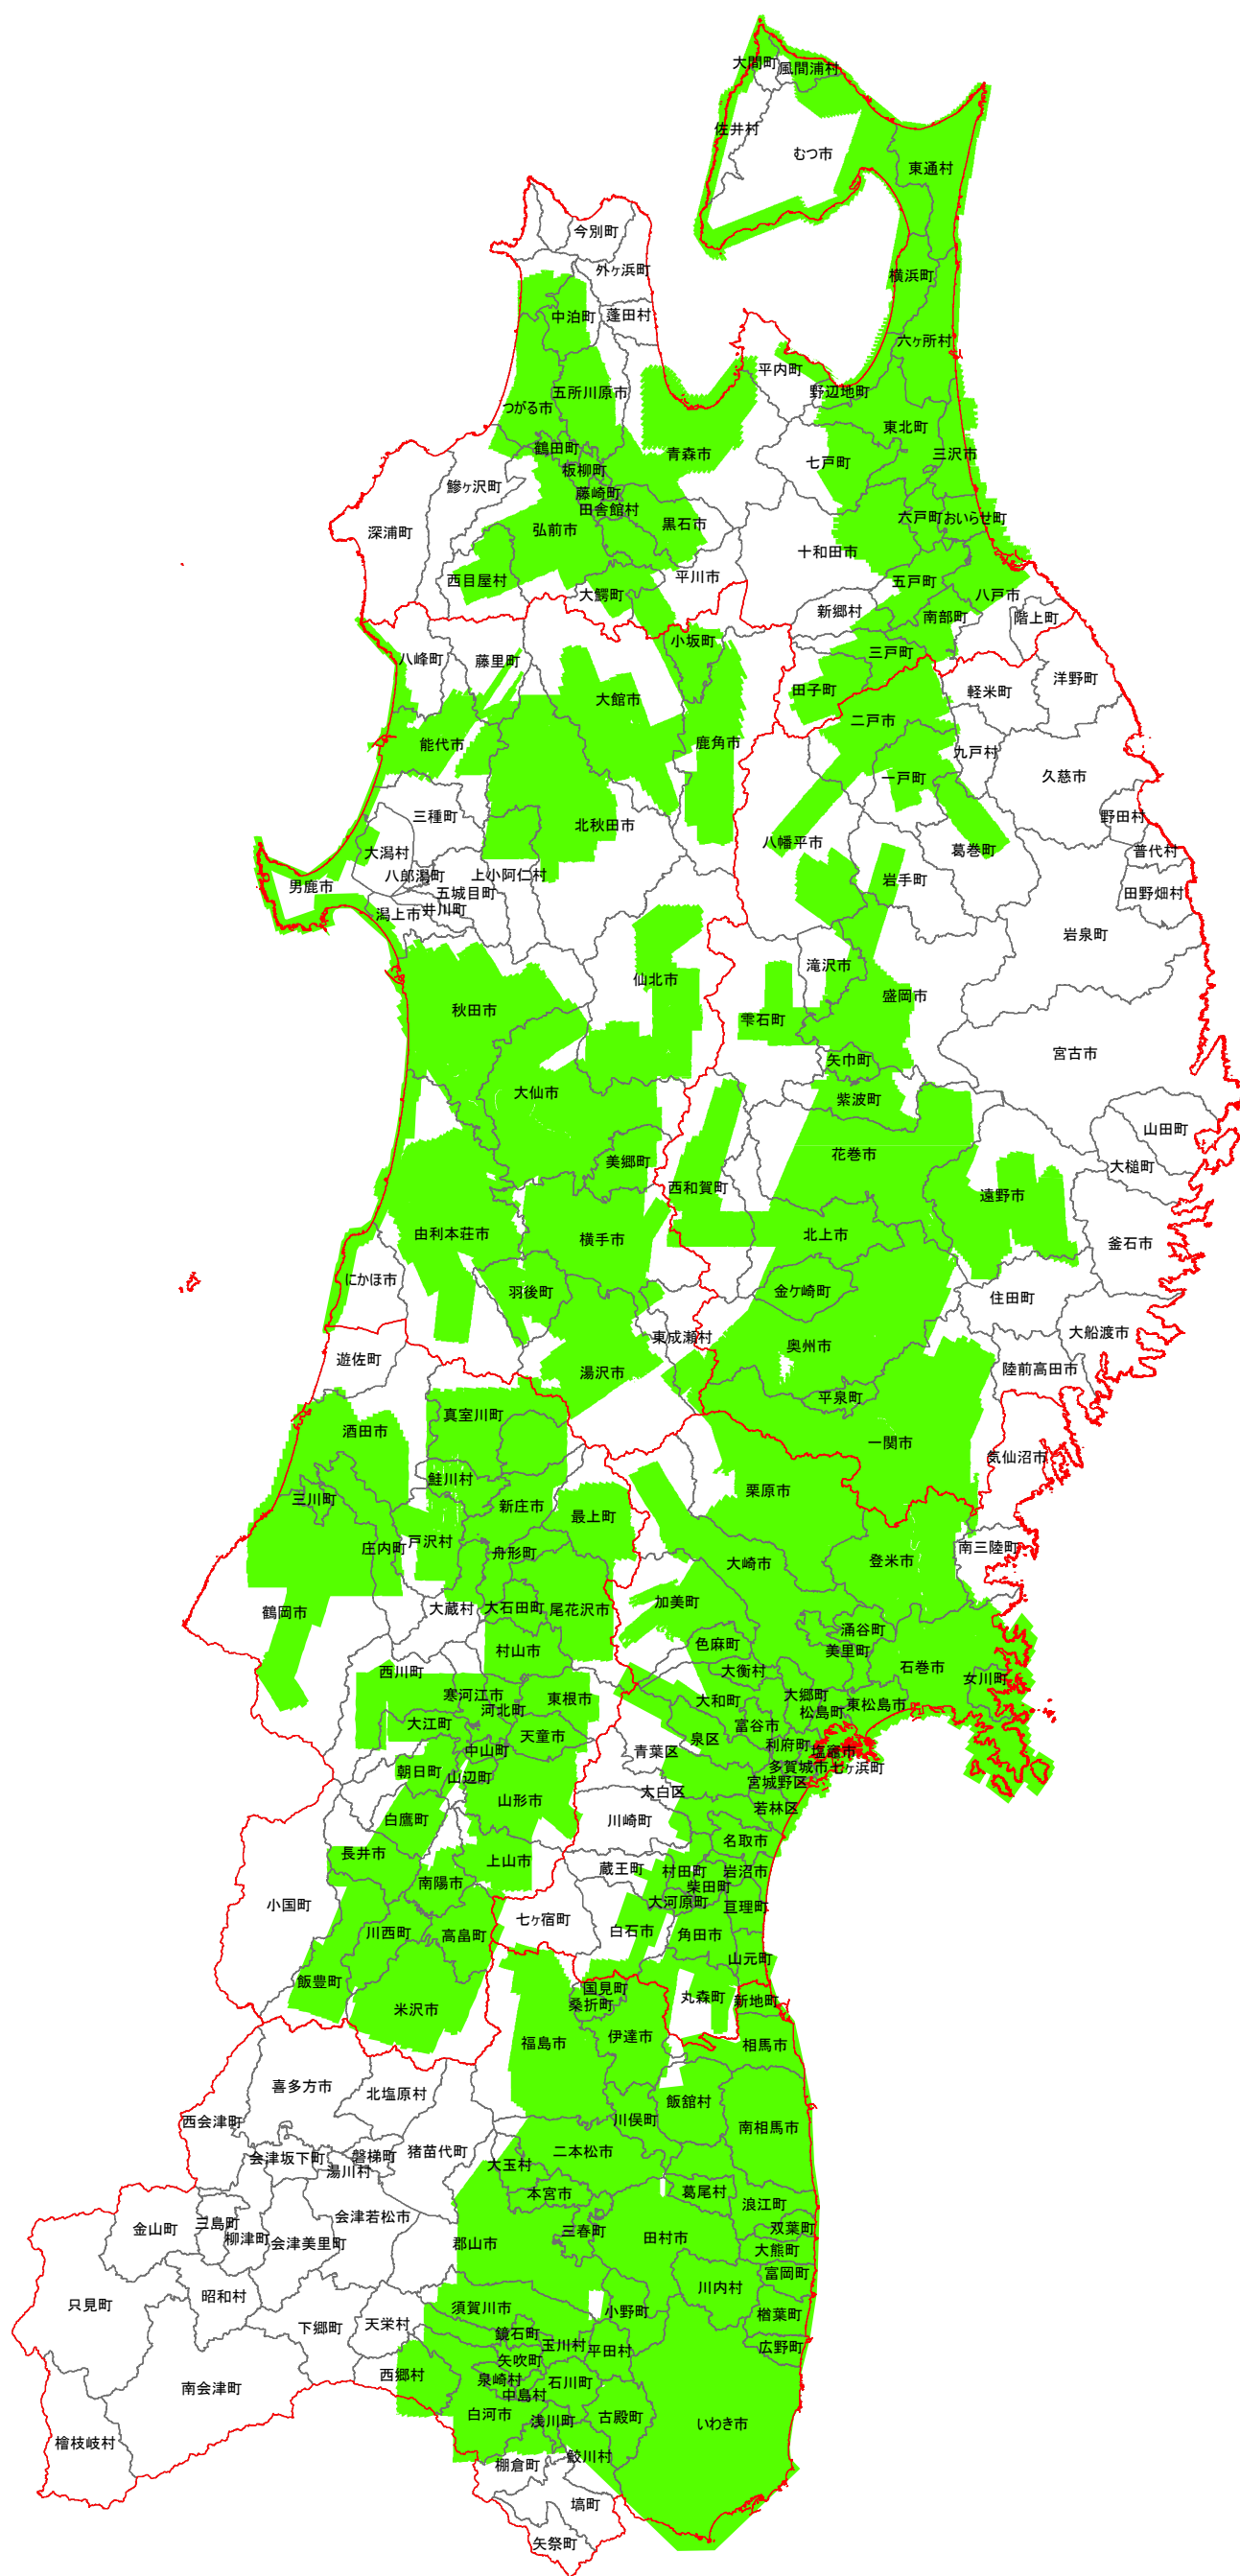 大間町
風間浦村
佐井村
むつ市
東通村
今別町
外ヶ浜町
横浜町
中泊町
蓬田村
六ヶ所村
平内町
野辺地町
五所川原市
つがる市
東北町
鶴田町
青森市
三沢市
七戸町
板柳町
鰺ヶ沢町
藤崎町
田舎館村
六戸町
おいらせ町
黒石市
深浦町
弘前市
十和田市
西目屋村
平川市
五戸町
大鰐町
八戸市
新郷村
南部町
階上町
小坂町
三戸町
八峰町
藤里町
洋野町
田子町
軽米町
大館市
二戸市
能代市
鹿角市
九戸村
一戸町
久慈市
三種町
北秋田市
野田村
八幡平市
大潟村
葛巻町
普代村
八郎潟町
上小阿仁村
岩手町
男鹿市
五城目町
田野畑村
潟上市
井川町
岩泉町
滝沢市
仙北市
盛岡市
秋田市
雫石町
宮古市
矢巾町
大仙市
紫波町
山田町
花巻市
美郷町
大槌町
西和賀町
遠野市
由利本荘市
横手市
北上市
釜石市
にかほ市
羽後町
金ケ崎町
住田町
東成瀬村
大船渡市
奥州市
遊佐町
湯沢市
陸前高田市
平泉町
真室川町
酒田市
一関市
気仙沼市
鮭川村
栗原市
三川町
新庄市
最上町
戸沢村
庄内町
南三陸町
舟形町
大崎市
登米市
加美町
大蔵村
大石田町
尾花沢市
鶴岡市
涌谷町
色麻町
村山市
美里町
石巻市
西川町
大衡村
女川町
寒河江市
東根市
大和町
大郷町
東松島市
河北町
松島町
大江町
富谷市
天童市
泉区
利府町
中山町
青葉区
塩竈市
朝日町
多賀城市
七ヶ浜町
山辺町
宮城野区
太白区
山形市
若林区
白鷹町
川崎町
名取市
長井市
上山市
蔵王町
村田町
岩沼市
南陽市
柴田町
小国町
大河原町
亘理町
七ヶ宿町
白石市
川西町
高畠町
角田市
山元町
飯豊町
国見町
丸森町
新地町
米沢市
桑折町
福島市
伊達市
相馬市
喜多方市
北塩原村
飯舘村
西会津町
川俣町
南相馬市
猪苗代町
二本松市
会津坂下町
磐梯町
大玉村
湯川村
本宮市
葛尾村
浪江町
会津若松市
三島町
金山町
三春町
双葉町
柳津町
会津美里町
郡山市
田村市
大熊町
富岡町
昭和村
川内村
只見町
須賀川市
小野町
楢葉町
下郷町
天栄村
鏡石町
玉川村
平田村
広野町
矢吹町
西郷村
泉崎村
石川町
南会津町
中島村
白河市
浅川町
古殿町
いわき市
檜枝岐村
鮫川村
棚倉町
塙町
矢祭町